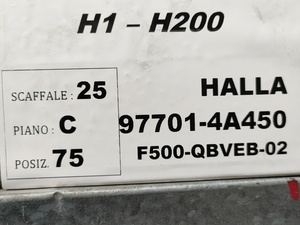 H1 – H200
SCAFFALE : 25
PIANO : C
POSIZ. 75
HALLA
97701-4A450
F500-QBVEB-02